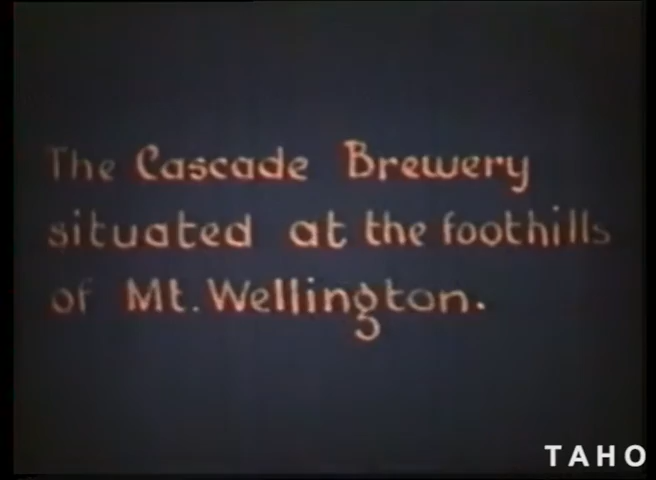 The Cascade Brewery
situated at the foothills
of Mt. Wellington.
TAHO